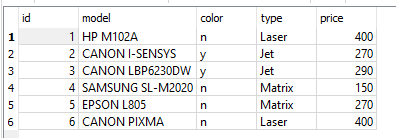 id model color type price
1 1 HP M102A n Laser 400
2 2 CANON I-SENSYS y Jet 270
3 3 CANON LBP6230DW y Jet 290
4 4 SAMSUNG SL-M2020 n Matrix 150
5 5 EPSON L805 n Matrix 270
6 6 CANON PIXMA n Laser 400